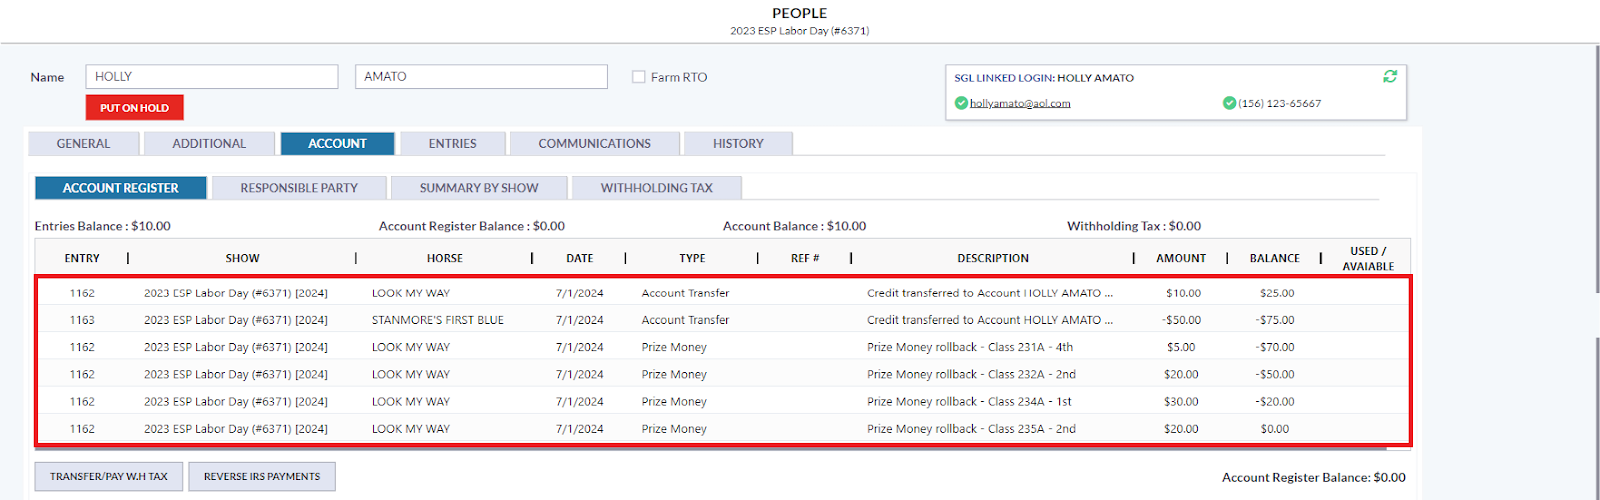 PEOPLE
2023 ESP Labor Day (#6371)
Name HOLLY AMATO Farm RTO
SGL LINKED LOGIN: HOLLY AMATO
hollyamato@aol.com (156) 123-65667
PUT ON HOLD
GENERAL ADDITIONAL ACCOUNT ENTRIES COMMUNICATIONS HISTORY
ACCOUNT REGISTER RESPONSIBLE PARTY SUMMARY BY SHOW WITHHOLDING TAX
Entries Balance : $10.00 Account Register Balance : $0.00 Account Balance : $10.00 Withholding Tax : $0.00
ENTRY SHOW HORSE DATE TYPE REF # DESCRIPTION AMOUNT BALANCE USED / AVAIABLE
1162 2023 ESP Labor Day (#6371) [2024] LOOK MY WAY 7/1/2024 Account Transfer Credit transferred to Account HOLLY AMATO ... $10.00 $25.00
1163 2023 ESP Labor Day (#6371) [2024] STANMORE'S FIRST BLUE 7/1/2024 Account Transfer Credit transferred to Account HOLLY AMATO ... -$50.00 -$75.00
1162 2023 ESP Labor Day (#6371) [2024] LOOK MY WAY 7/1/2024 Prize Money Prize Money rollback - Class 231A - 4th $5.00 -$70.00
1162 2023 ESP Labor Day (#6371) [2024] LOOK MY WAY 7/1/2024 Prize Money Prize Money rollback - Class 232A - 2nd $20.00 -$50.00
1162 2023 ESP Labor Day (#6371) [2024] LOOK MY WAY 7/1/2024 Prize Money Prize Money rollback - Class 234A - 1st $30.00 -$20.00
1162 2023 ESP Labor Day (#6371) [2024] LOOK MY WAY 7/1/2024 Prize Money Prize Money rollback - Class 235A - 2nd $20.00 $0.00
TRANSFER/PAY W.H TAX REVERSE IRS PAYMENTS Account Register Balance: $0.00